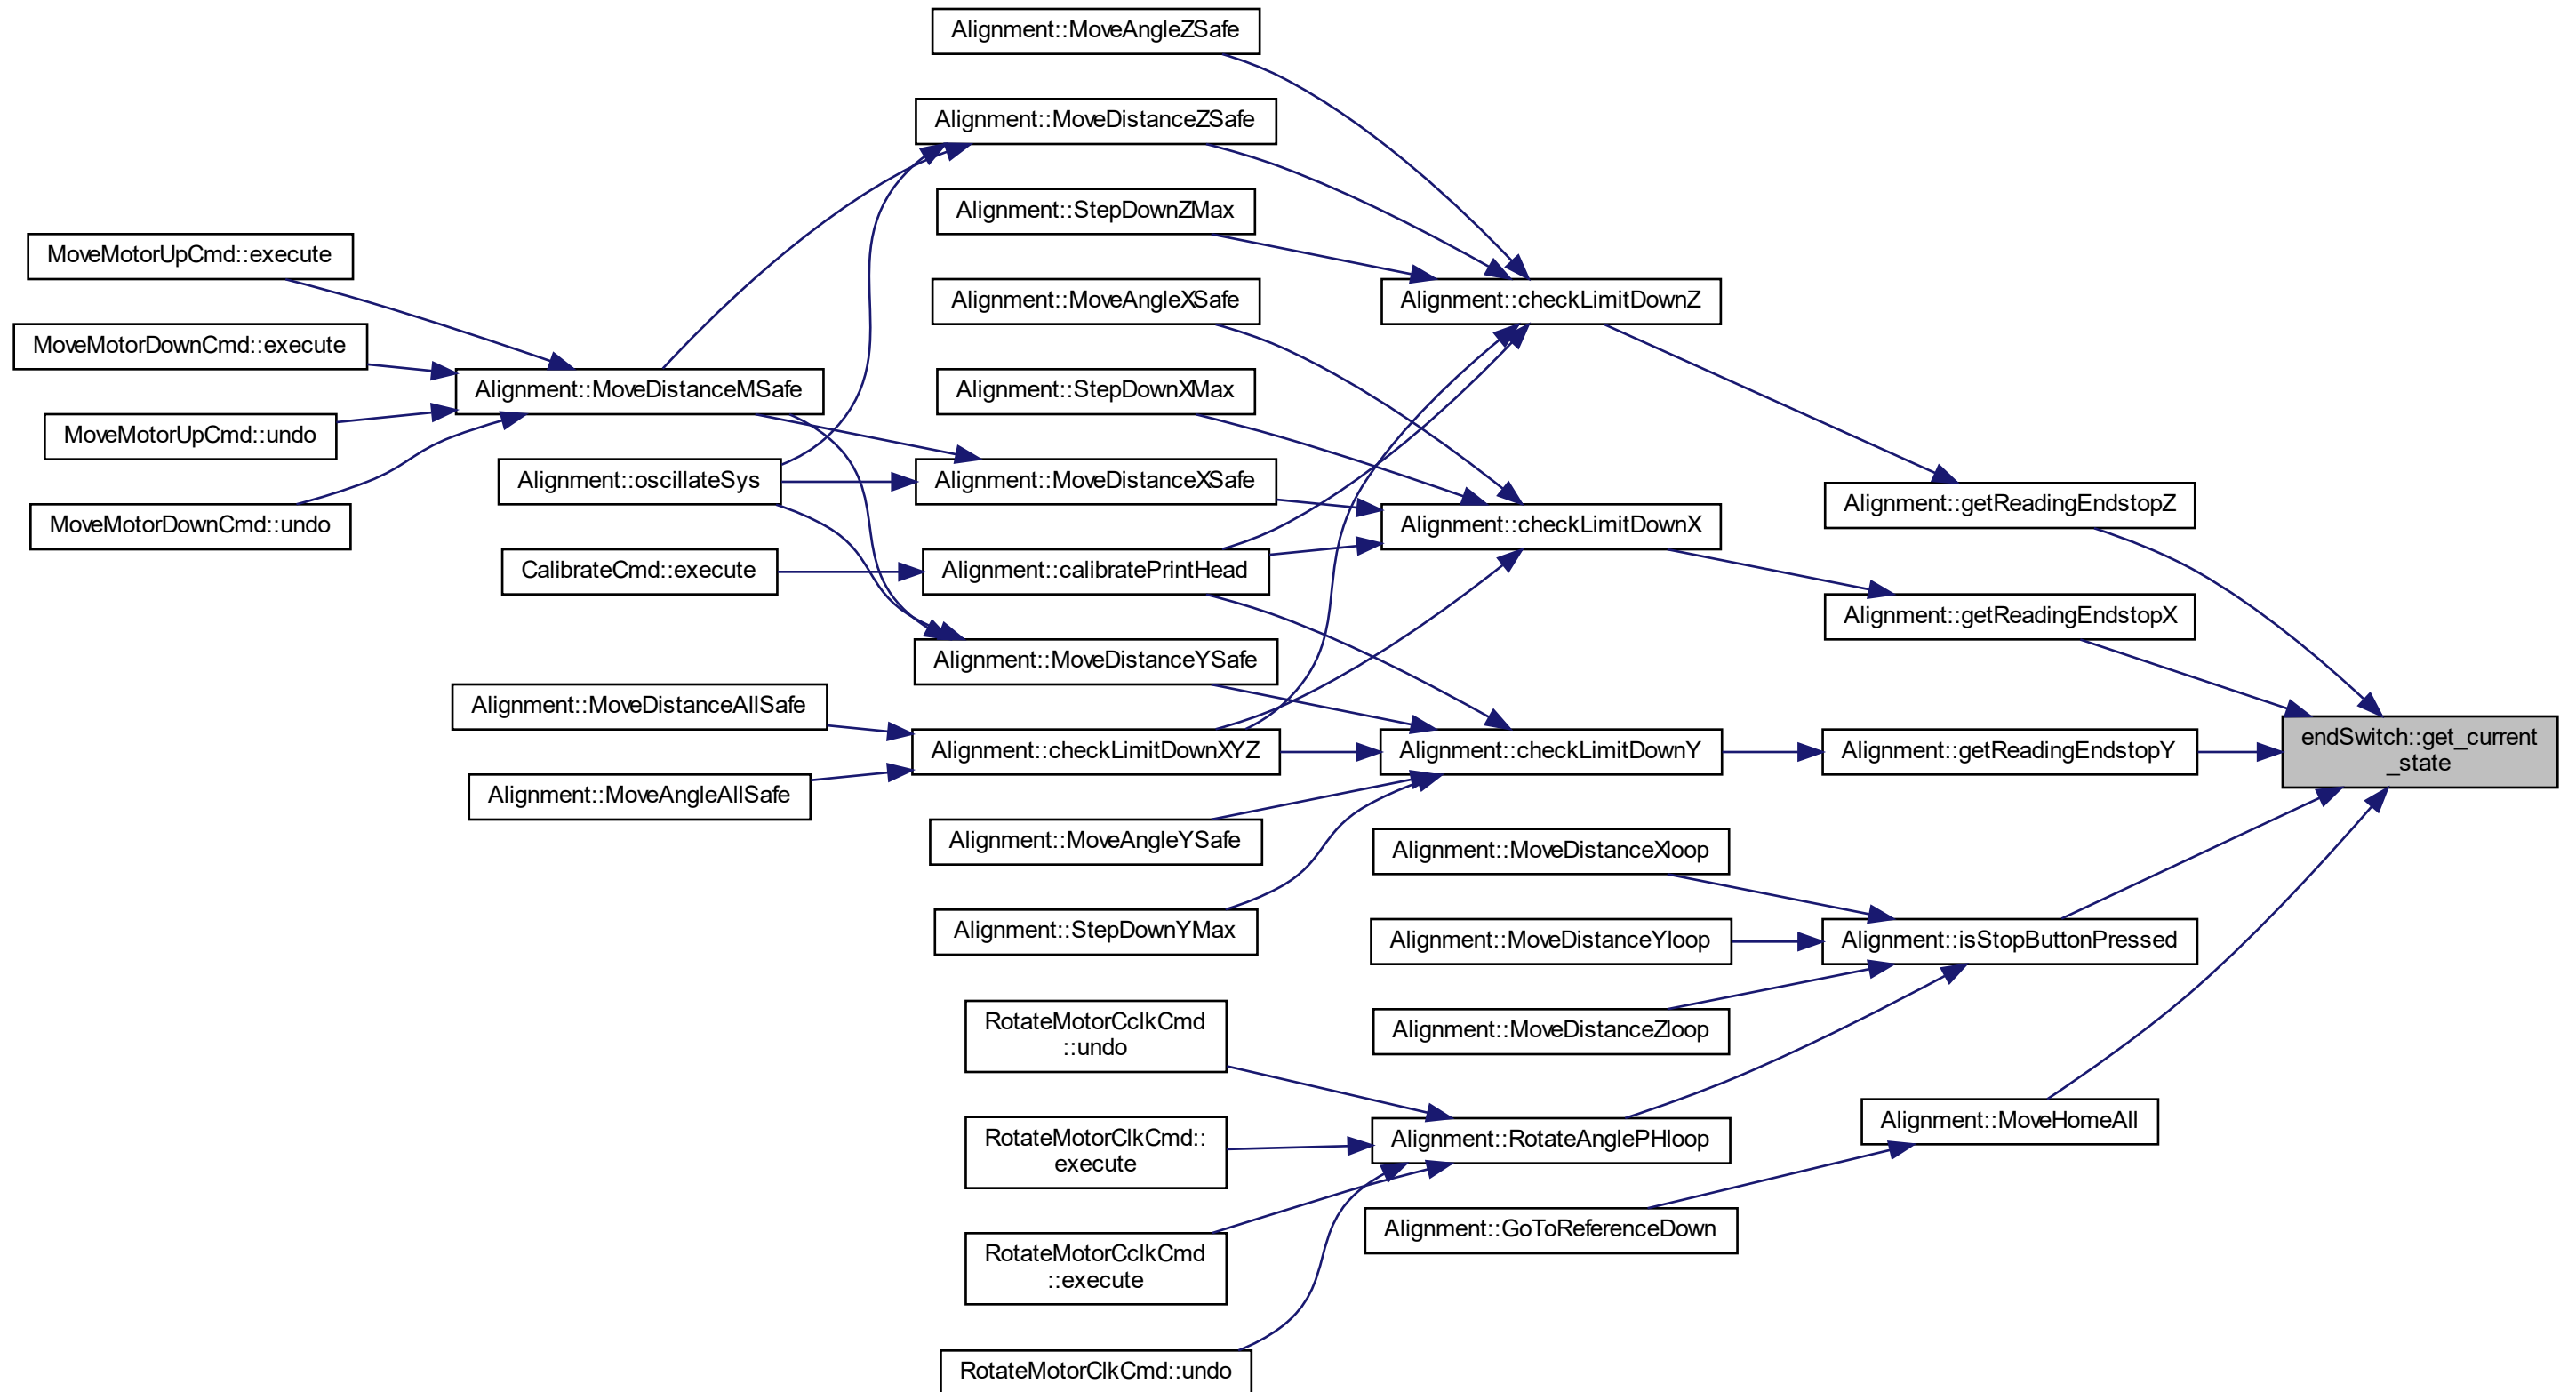 Alignment::MoveAngleZSafe
Alignment::MoveDistanceZSafe
Alignment::StepDownZMax
MoveMotorUpCmd::execute
Alignment::MoveAngleXSafe
Alignment::checkLimitDownZ
MoveMotorDownCmd::execute
Alignment::MoveDistanceMSafe
Alignment::StepDownXMax
MoveMotorUpCmd::undo
Alignment::oscillateSys
Alignment::MoveDistanceXSafe
Alignment::getReadingEndstopZ
MoveMotorDownCmd::undo
Alignment::checkLimitDownX
CalibrateCmd::execute
Alignment::calibratePrintHead
Alignment::getReadingEndstopX
Alignment::MoveDistanceYSafe
Alignment::MoveDistanceAllSafe
Alignment::checkLimitDownXYZ
Alignment::checkLimitDownY
Alignment::getReadingEndstopY
endSwitch::get_current
_state
Alignment::MoveAngleAllSafe
Alignment::MoveAngleYSafe
Alignment::MoveDistanceXloop
Alignment::StepDownYMax
Alignment::MoveDistanceYloop
Alignment::isStopButtonPressed
RotateMotorCclkCmd
::undo
Alignment::MoveDistanceZloop
RotateMotorClkCmd::
execute
Alignment::RotateAnglePHloop
Alignment::MoveHomeAll
Alignment::GoToReferenceDown
RotateMotorCclkCmd
::execute
RotateMotorClkCmd::undo